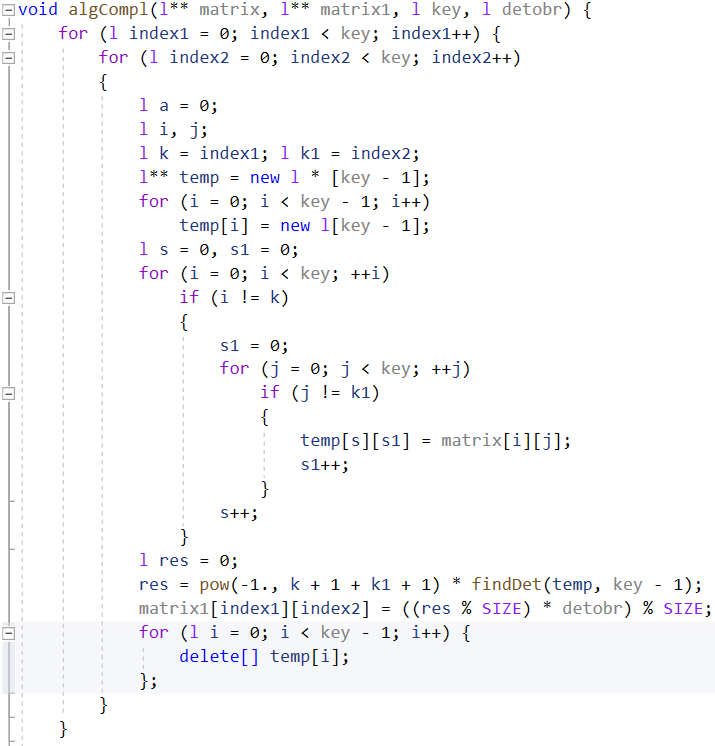 void algCompl(l** matrix, l** matrix1, l key, l detobr) {
    for (l index1 = 0; index1 < key; index1++) {
        for (l index2 = 0; index2 < key; index2++)
        {
            l a = 0;
            l i, j;
            l k = index1; l k1 = index2;
            l** temp = new l * [key - 1];
            for (i = 0; i < key - 1; i++)
                temp[i] = new l[key - 1];
            l s = 0, s1 = 0;
            for (i = 0; i < key; ++i)
                if (i != k)
                {
                    s1 = 0;
                    for (j = 0; j < key; ++j)
                        if (j != k1)
                        {
                            temp[s][s1] = matrix[i][j];
                            s1++;
                        }
                    s++;
                }
            l res = 0;
            res = pow(-1., k + 1 + k1 + 1) * findDet(temp, key - 1);
            matrix1[index1][index2] = ((res % SIZE) * detobr) % SIZE;
            for (l i = 0; i < key - 1; i++) {
                delete[] temp[i];
            };
        }
    }